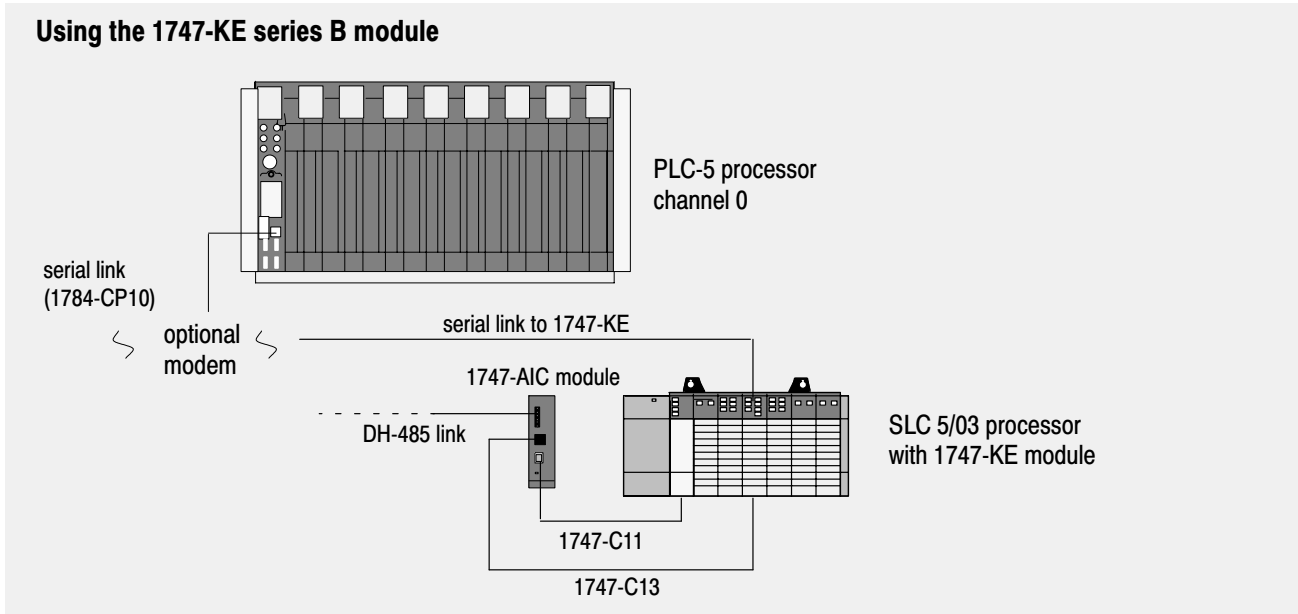 Using the 1747-KE series B module
PLC-5 processor
channel 0
serial link
(1784-CP10)
optional
modem
serial link to 1747-KE
1747-AIC module
DH-485 link
SLC 5/03 processor
with 1747-KE module
1747-C11
1747-C13